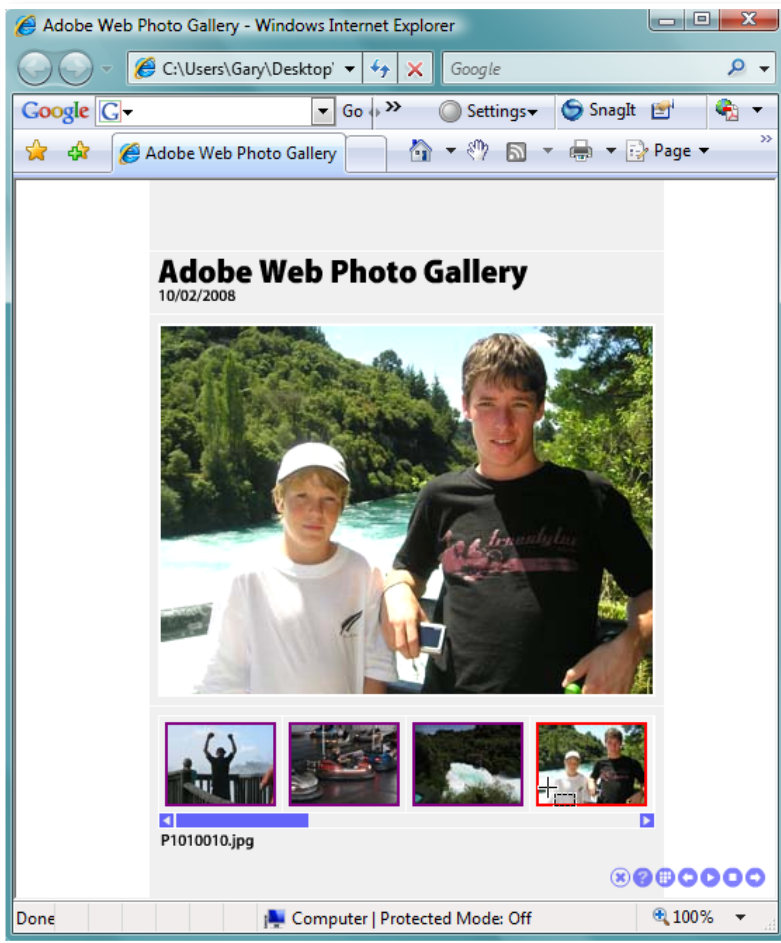 Adobe Web Photo Gallery - Windows Internet Explorer
C:\Users\Gary\Desktop\
Google
Google G Go » Settings SnagIt
Adobe Web Photo Gallery Page »
Adobe Web Photo Gallery
10/02/2008
freestyler
P1010010.jpg
Done Computer | Protected Mode: Off 100%